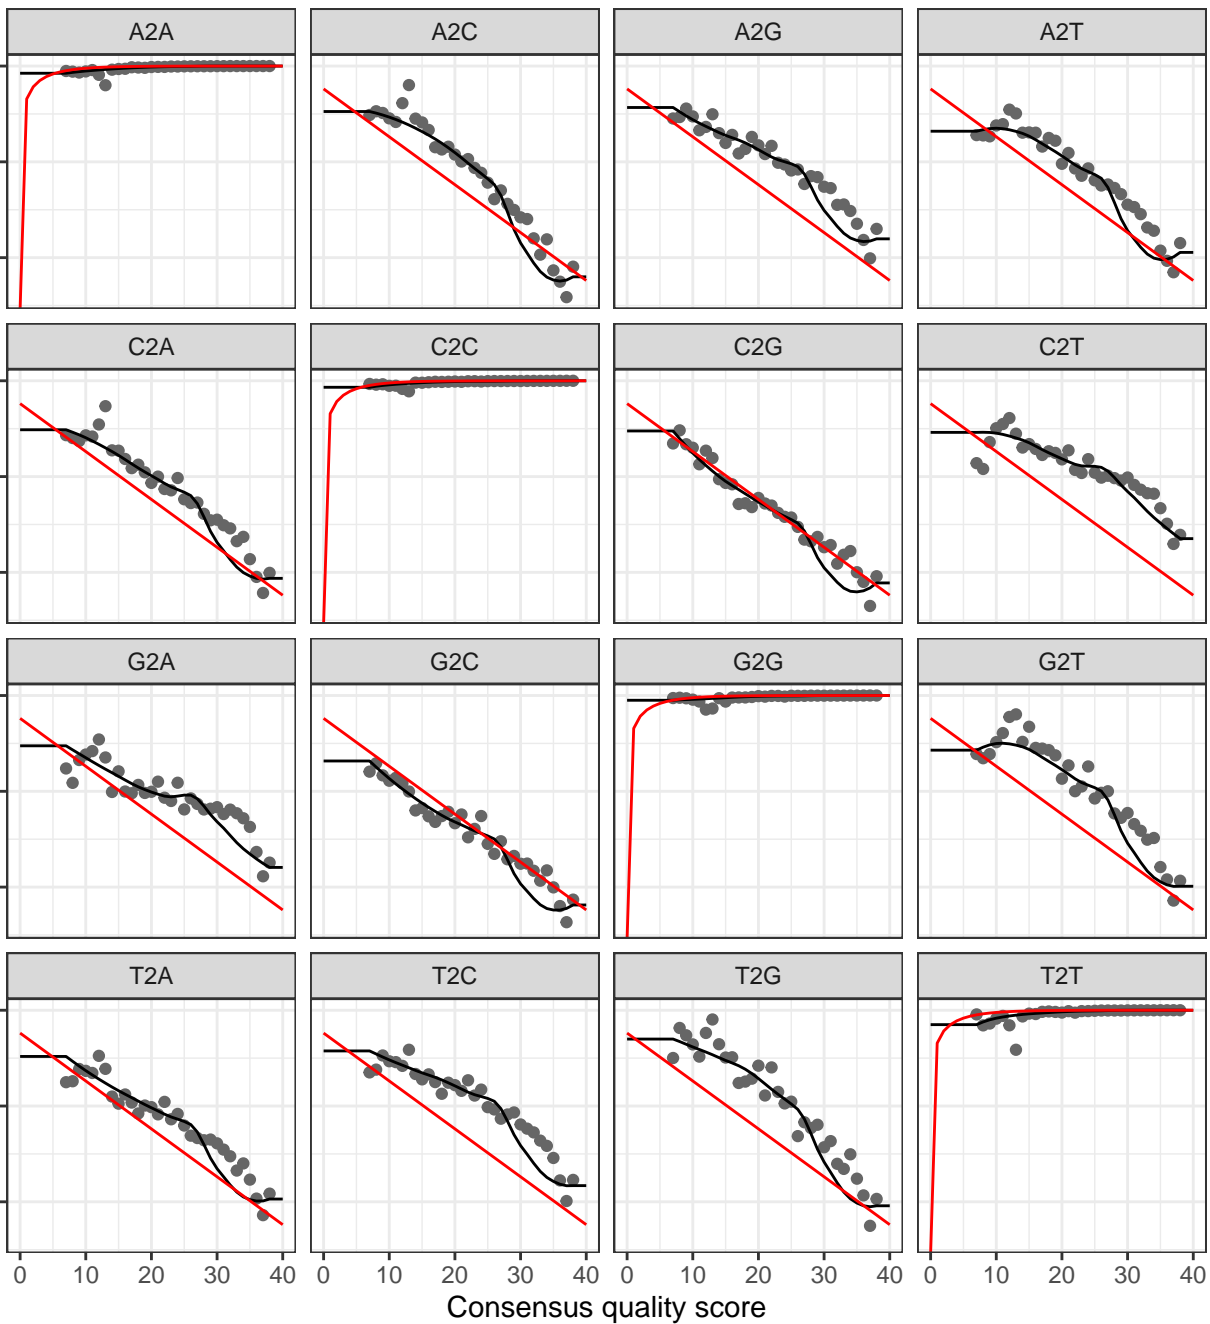 A2A A2C A2G A2T
C2A C2C C2G C2T
G2A G2C G2G G2T
T2A T2C T2G T2T
0 10 20 30 40 0 10 20 30 40 0 10 20 30 40 0 10 20 30 40
Consensus quality score